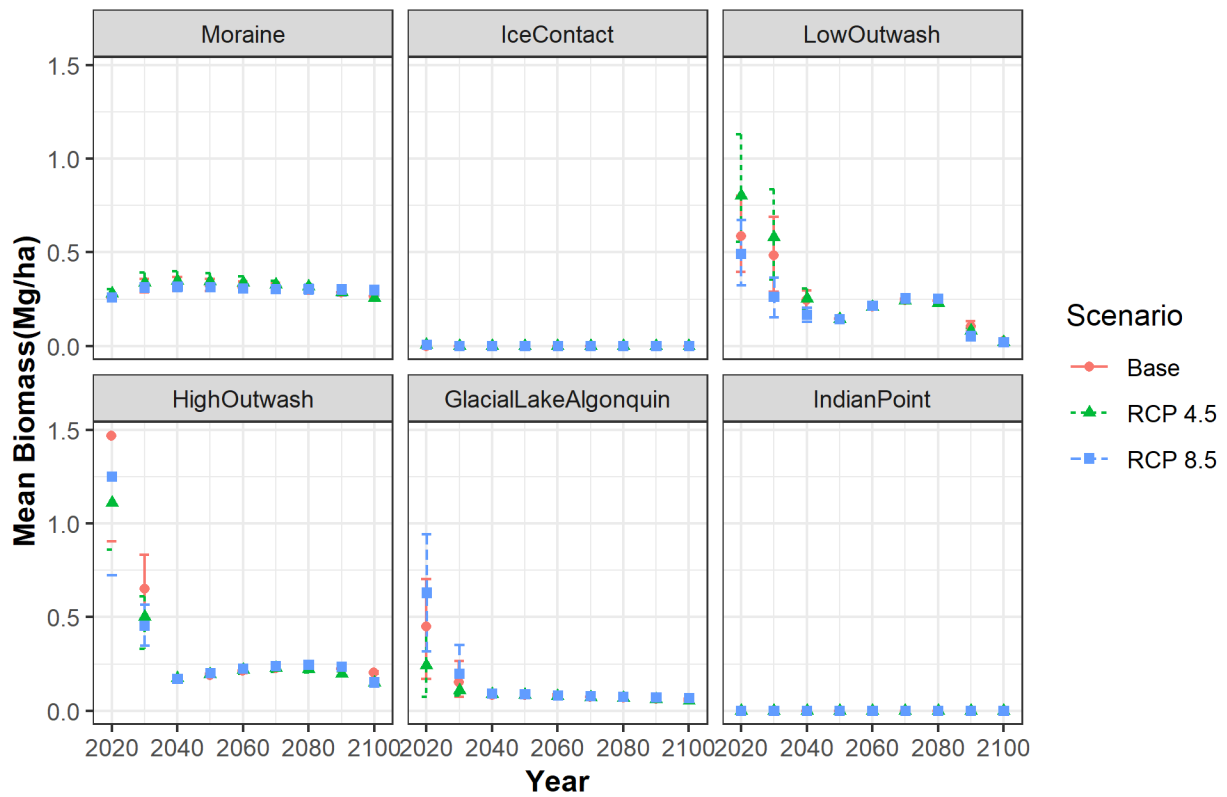 Moraine IceContact LowOutwash
1.5
1.0
0.5
0.0
HighOutwash GlacialLakeAlgonquin IndianPoint
1.5
1.0
0.5
0.0
2020 2040 2060 2080 2100 2020 2040 2060 2080 2100 2020 2040 2060 2080 2100
Year
Mean Biomass(Mg/ha)
Scenario
Base
RCP 4.5
RCP 8.5